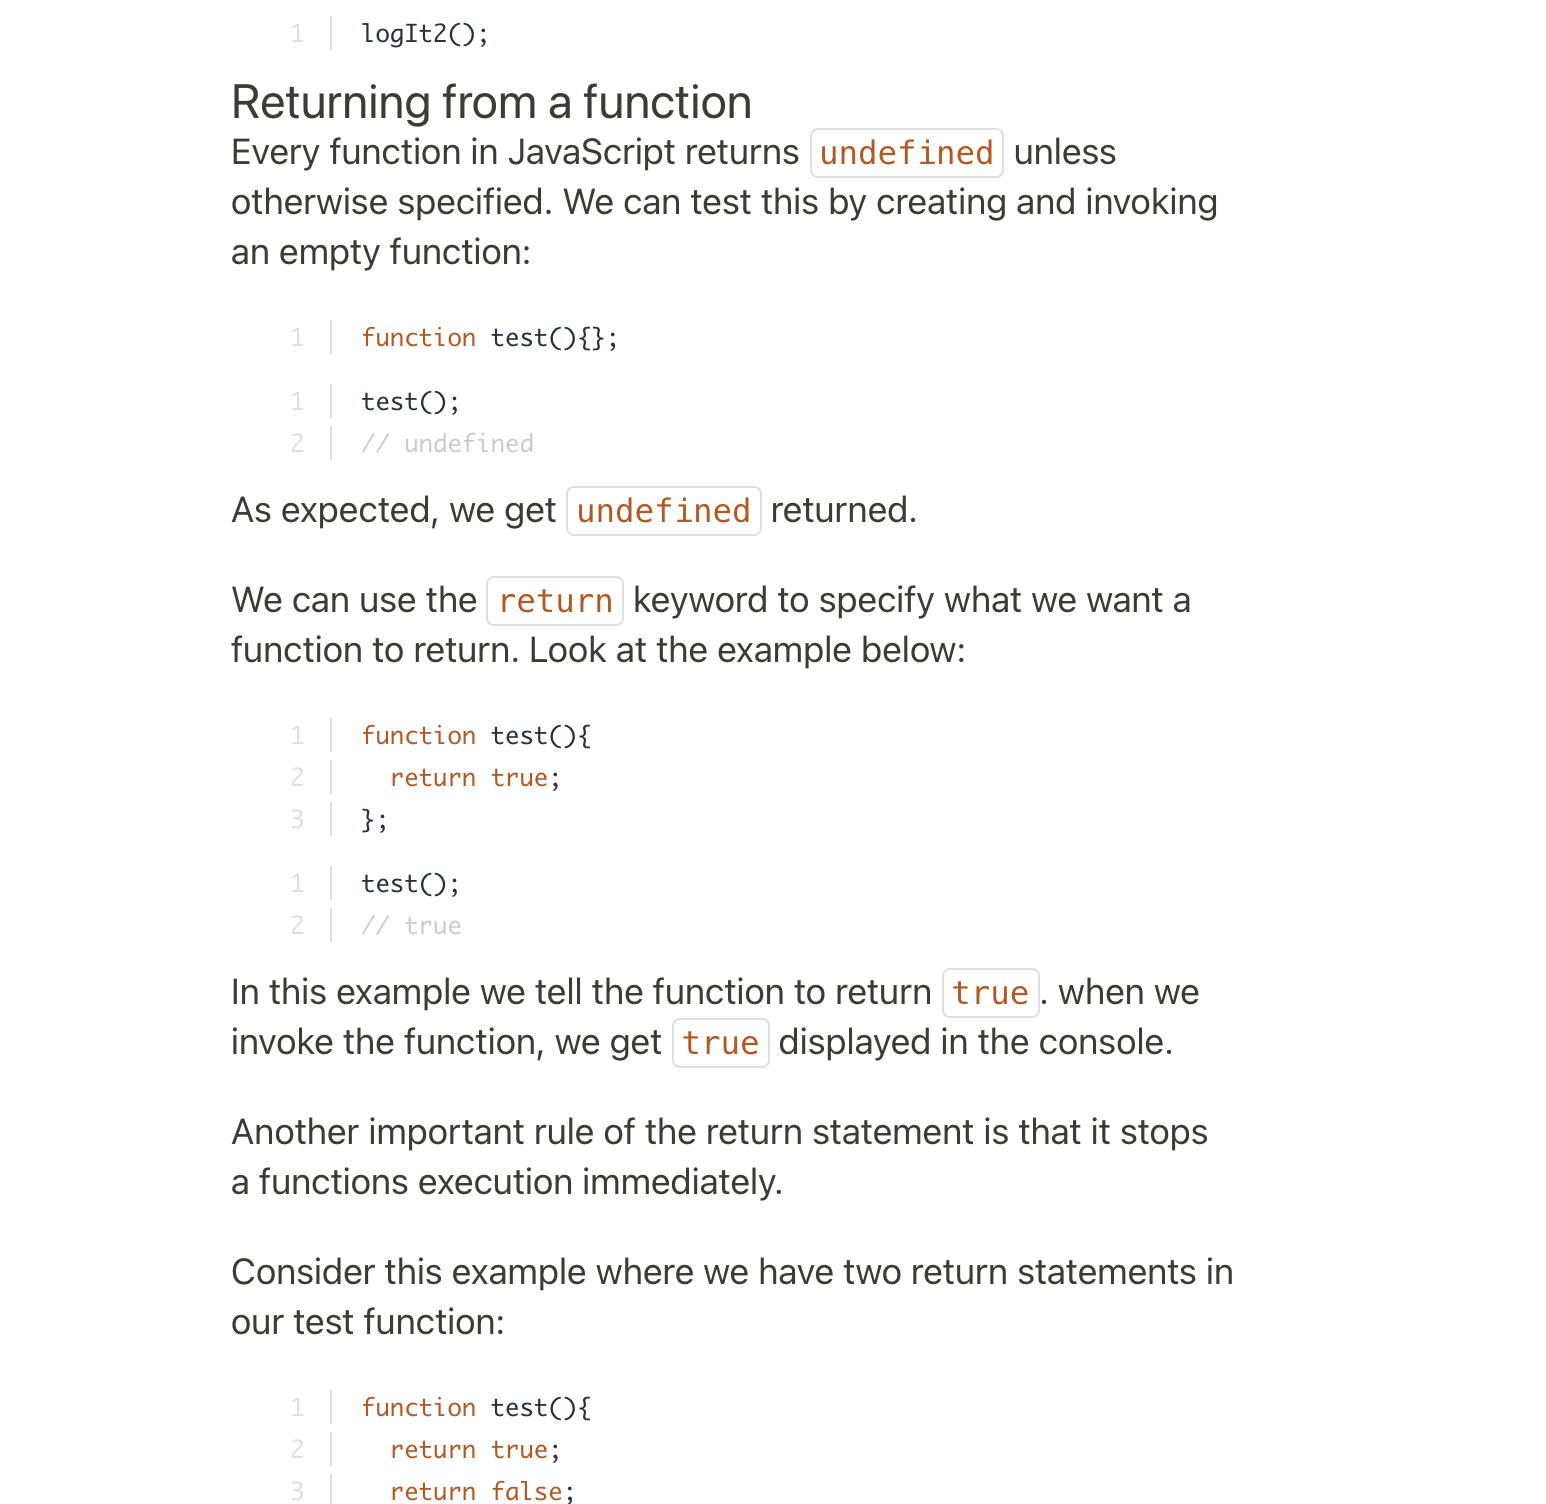 1 logIt2();
Returning from a function
Every function in JavaScript returns undefined unless
otherwise specified. We can test this by creating and invoking
an empty function:
1 function test(){};
1 test();
2 // undefined
As expected, we get undefined returned.
We can use the return keyword to specify what we want a
function to return. Look at the example below:
1 function test(){
2   return true;
3 };
1 test();
2 // true
In this example we tell the function to return true. when we
invoke the function, we get true displayed in the console.
Another important rule of the return statement is that it stops
a functions execution immediately.
Consider this example where we have two return statements in
our test function:
1 function test(){
2   return true;
3   return false;